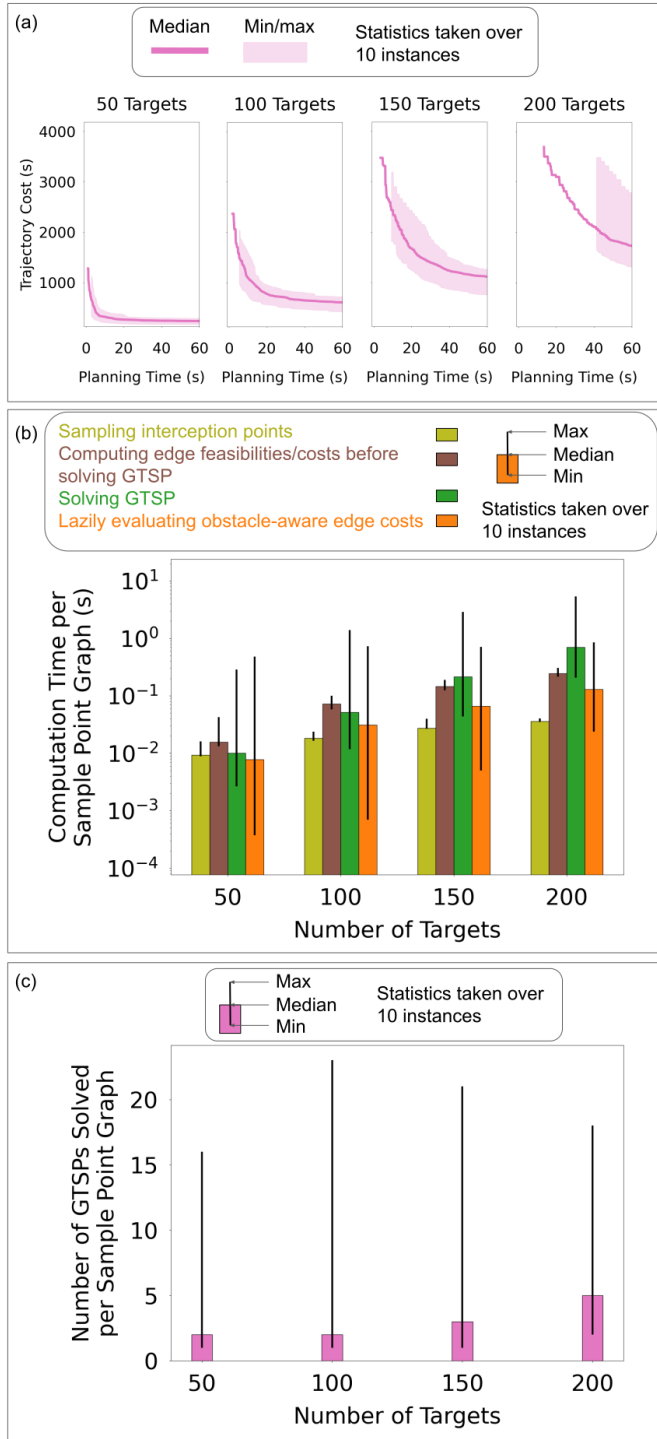 (a)
Median Min/max Statistics taken over
10 instances
50 Targets 100 Targets 150 Targets 200 Targets
4000
3000
2000
1000
Trajectory Cost (s)
0 20 40 60 0 20 40 60 0 20 40 60 0 20 40 60
Planning Time (s) Planning Time (s) Planning Time (s) Planning Time (s)
(b)
Sampling interception points
Computing edge feasibilities/costs before
solving GTSP
Solving GTSP
Lazily evaluating obstacle-aware edge costs
Max
Median
Min
Statistics taken over
10 instances
Computation Time per
Sample Point Graph (s)
10¹
10⁰
10⁻¹
10⁻²
10⁻³
10⁻⁴
50 100 150 200
Number of Targets
(c)
Max
Median
Min
Statistics taken over
10 instances
Number of GTSPs Solved
per Sample Point Graph
20
15
10
5
0
50 100 150 200
Number of Targets